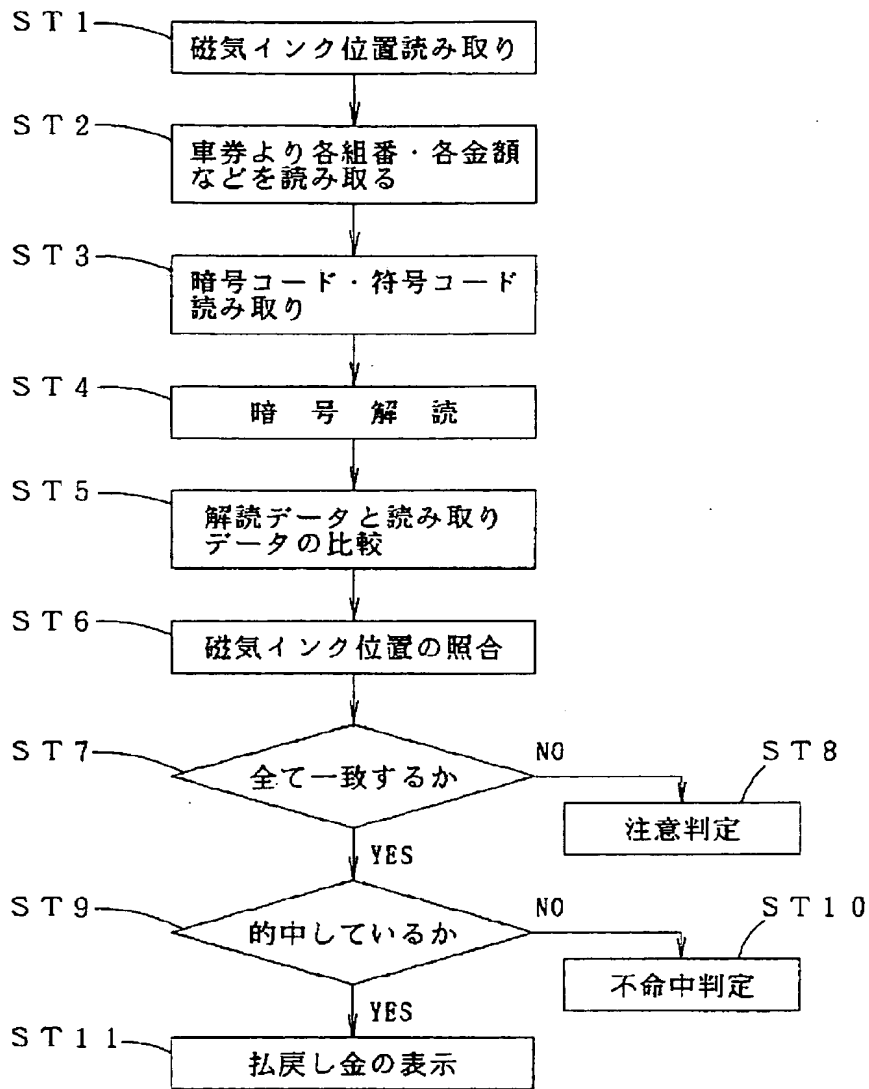 ST1
磁気インク位置読み取り
ST2
車券より各組番・各金額
などを読み取る
ST3
暗号コード・符号コード
読み取り
ST4
暗号解読
ST5
解読データと読み取り
データの比較
ST6
磁気インク位置の照合
ST7
全て一致するか
NO
ST8
注意判定
YES
ST9
的中しているか
NO
ST10
不命中判定
YES
ST11
払戻し金の表示